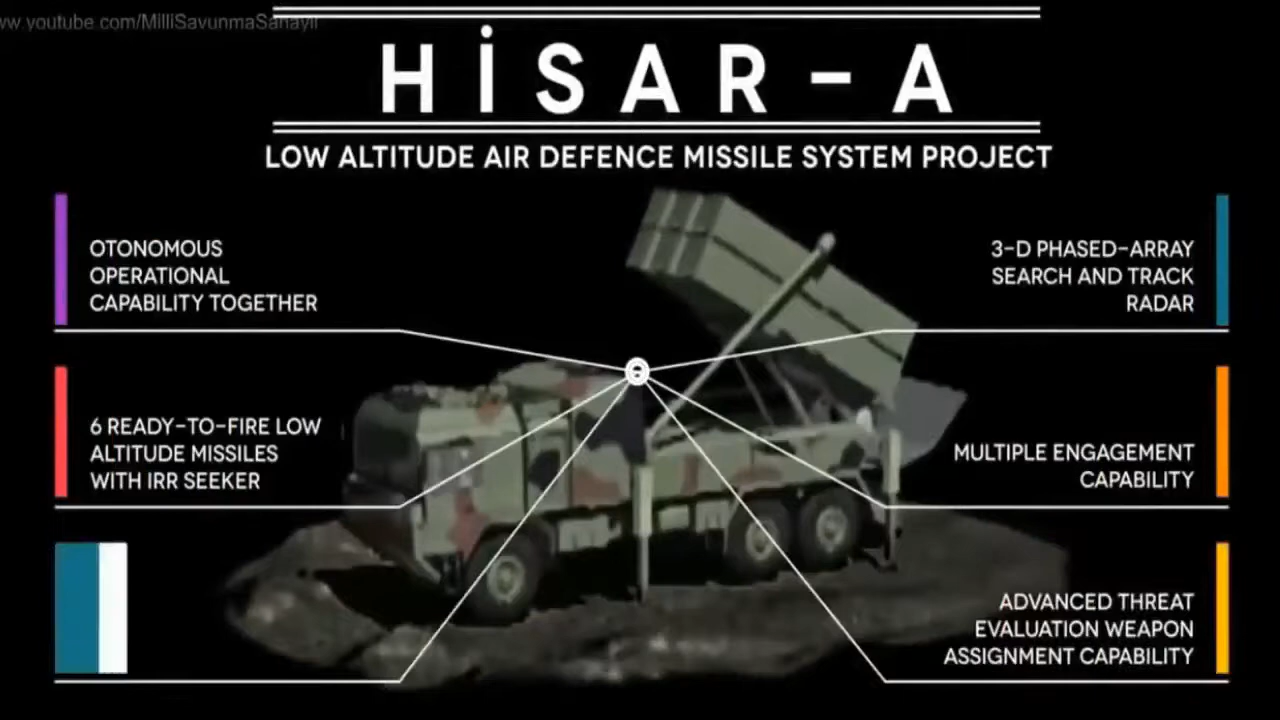 www.youtube.com/MilliSavunmaSanayii
HİSAR-A
LOW ALTITUDE AIR DEFENCE MISSILE SYSTEM PROJECT
OTONOMOUS
OPERATIONAL
CAPABILITY TOGETHER
6 READY-TO-FIRE LOW
ALTITUDE MISSILES
WITH IRR SEEKER
3-D PHASED-ARRAY
SEARCH AND TRACK
RADAR
MULTIPLE ENGAGEMENT
CAPABILITY
ADVANCED THREAT
EVALUATION WEAPON
ASSIGNMENT CAPABILITY